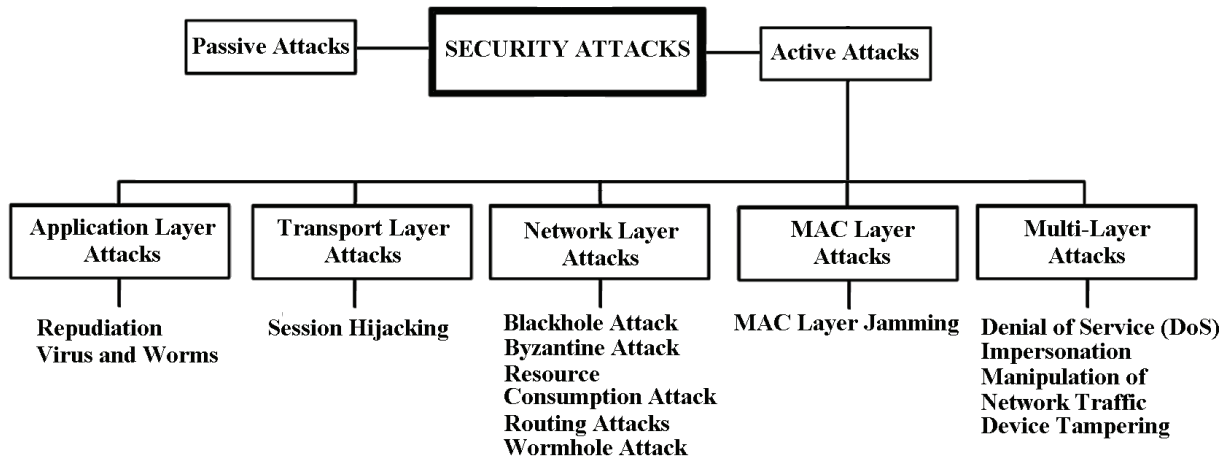 Passive Attacks
SECURITY ATTACKS
Active Attacks
Application Layer
Attacks
Transport Layer
Attacks
Network Layer
Attacks
MAC Layer
Attacks
Multi-Layer
Attacks
Repudiation
Virus and Worms
Session Hijacking
Blackhole Attack
Byzantine Attack
Resource
Consumption Attack
Routing Attacks
Wormhole Attack
MAC Layer Jamming
Denial of Service (DoS)
Impersonation
Manipulation of
Network Traffic
Device Tampering